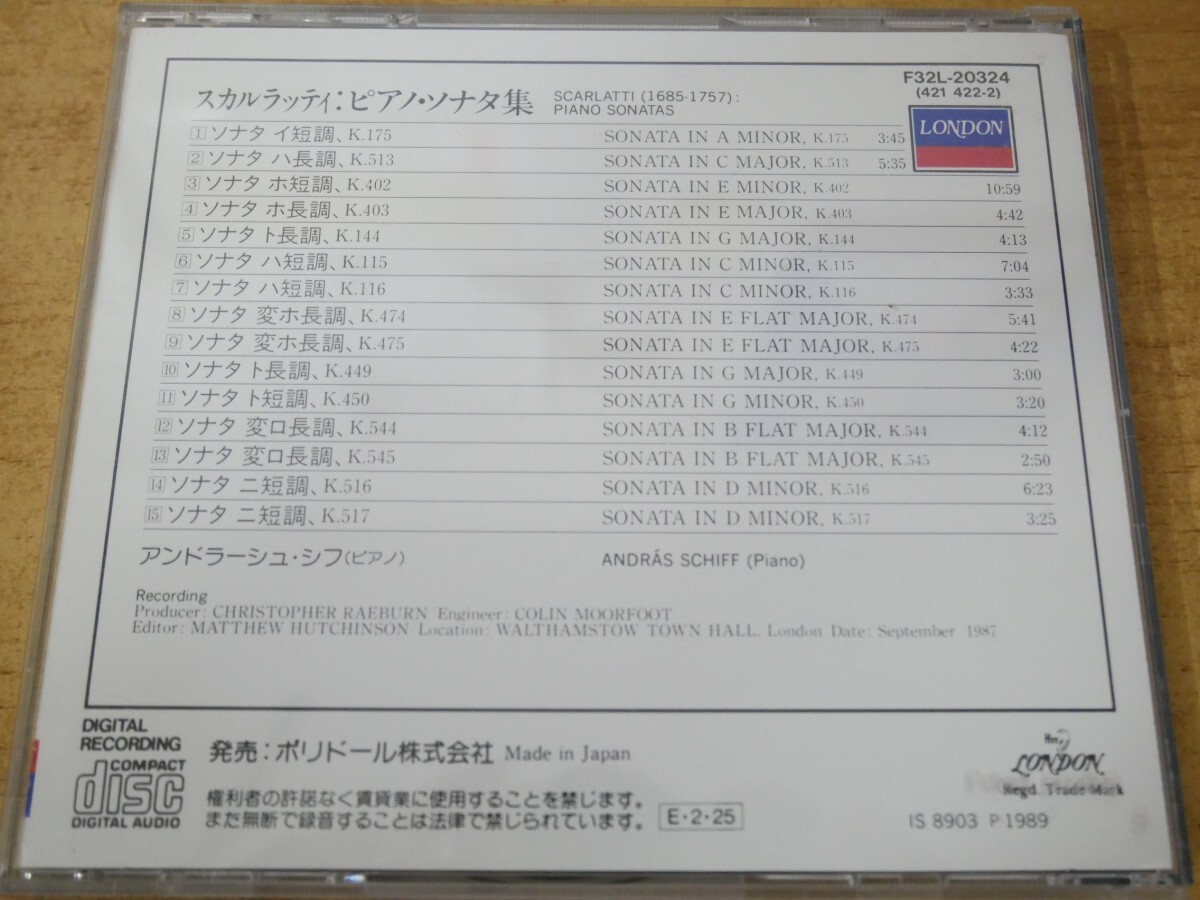 F32L-20324
(421 422-2)
LONDON
スカルラッティ：ピアノ・ソナタ集 SCARLATTI (1685-1757) :
PIANO SONATAS
1 ソナタ イ短調、K.175 SONATA IN A MINOR, K.175 3:45
2 ソナタ ハ長調、K.513 SONATA IN C MAJOR, K.513 5:35
3 ソナタ ホ短調、K.402 SONATA IN E MINOR, K.402 10:59
4 ソナタ ホ長調、K.403 SONATA IN E MAJOR, K.403 4:42
5 ソナタ ト長調、K.144 SONATA IN G MAJOR, K.144 4:13
6 ソナタ ハ短調、K.115 SONATA IN C MINOR, K.115 7:04
7 ソナタ ハ短調、K.116 SONATA IN C MINOR, K.116 3:33
8 ソナタ 変ホ長調、K.474 SONATA IN E FLAT MAJOR, K.474 5:41
9 ソナタ 変ホ長調、K.475 SONATA IN E FLAT MAJOR, K.475 4:22
10 ソナタ ト長調、K.449 SONATA IN G MAJOR, K.449 3:00
11 ソナタ ト短調、K.450 SONATA IN G MINOR, K.450 3:20
12 ソナタ 変ロ長調、K.544 SONATA IN B FLAT MAJOR, K.544 4:12
13 ソナタ 変ロ長調、K.545 SONATA IN B FLAT MAJOR, K.545 2:50
14 ソナタ ニ短調、K.516 SONATA IN D MINOR, K.516 6:23
15 ソナタ ニ短調、K.517 SONATA IN D MINOR, K.517 3:25
アンドラーシュ・シフ（ピアノ） ANDRÁS SCHIFF (Piano)
Recording
Producer: CHRISTOPHER RAEBURN Engineer: COLIN MOORFOOT
Editor: MATTHEW HUTCHINSON Location: WALTHAMSTOW TOWN HALL, London Date: September 1987
DIGITAL
RECORDING
COMPACT
disc
DIGITAL AUDIO
発売：ポリドール株式会社 Made in Japan
権利者の許諾なく賃貸業に使用することを禁じます。
また無断で録音することは法律で禁じられています。 E・2・25
LONDON
Regd. Trade Mark
IS 8903 P 1989